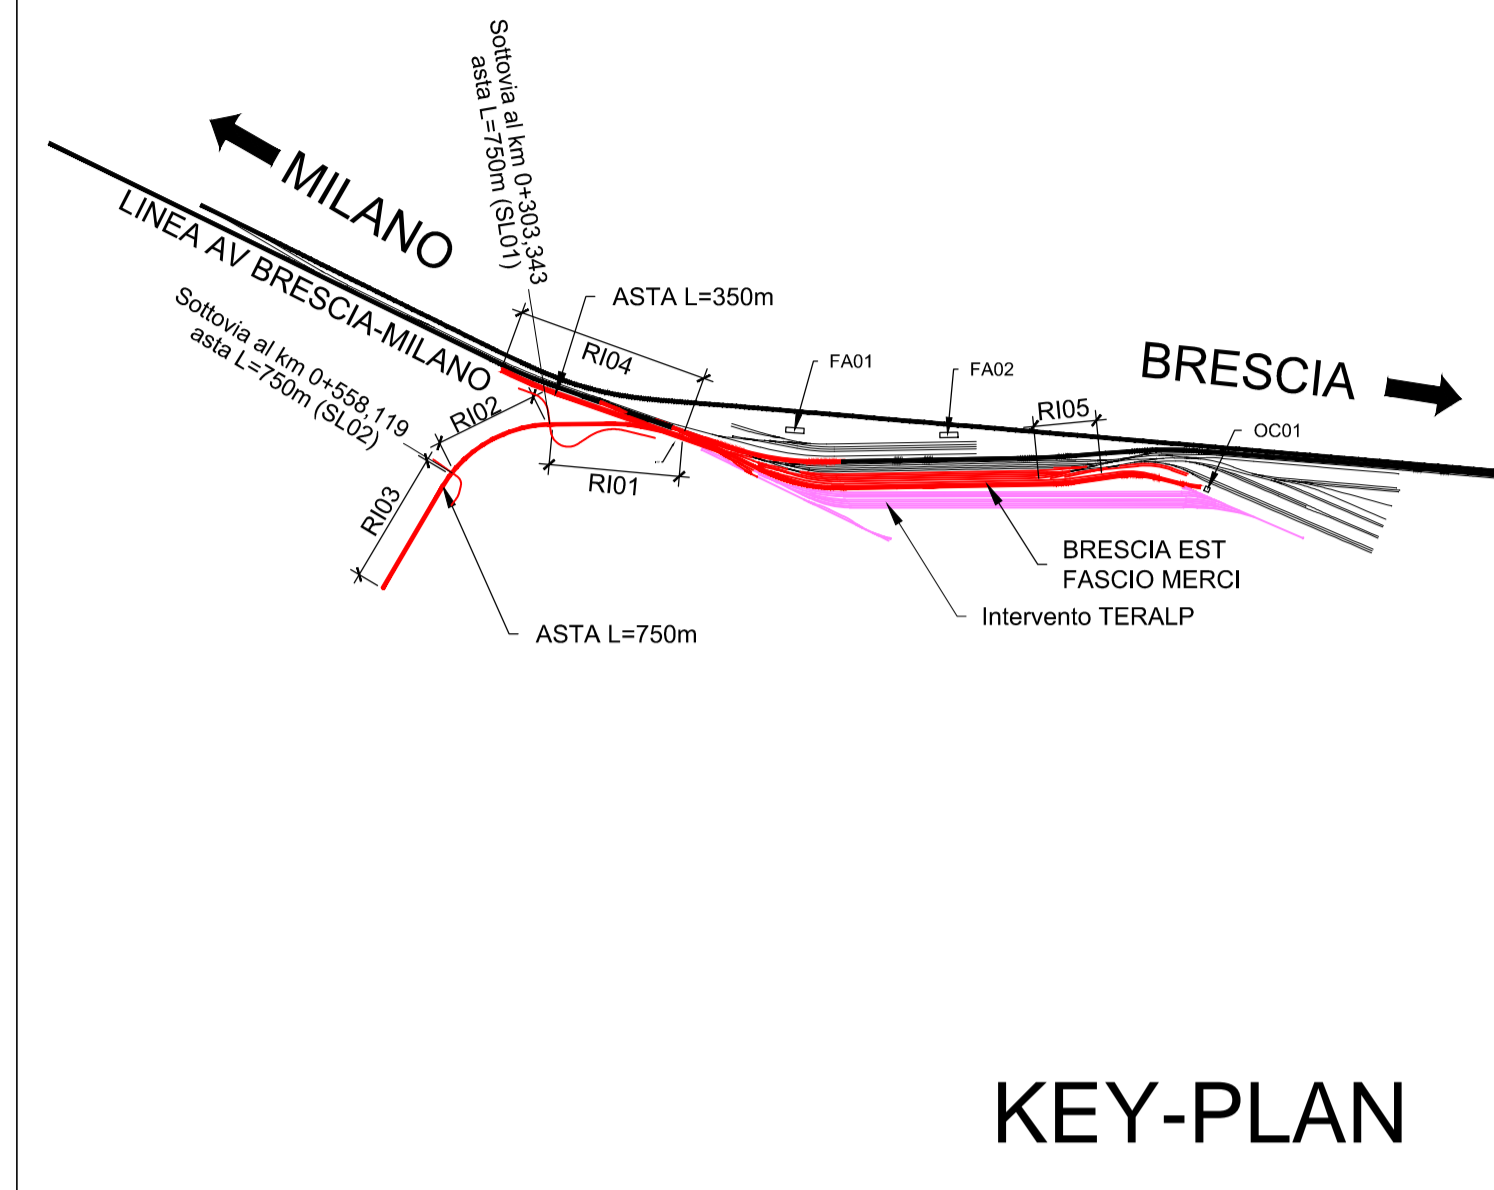 Sottovia al km 0+303,343
asta L=750m (SL01)
MILANO
LINEA AV BRESCIA-MILANO
Sottovia al km 0+558,119
asta L=750m (SL02)
ASTA L=350m
RI04
FA01
FA02
BRESCIA
RI05
OC01
RI02
RI01
RI03
BRESCIA EST
FASCIO MERCI
Intervento TERALP
ASTA L=750m
KEY-PLAN